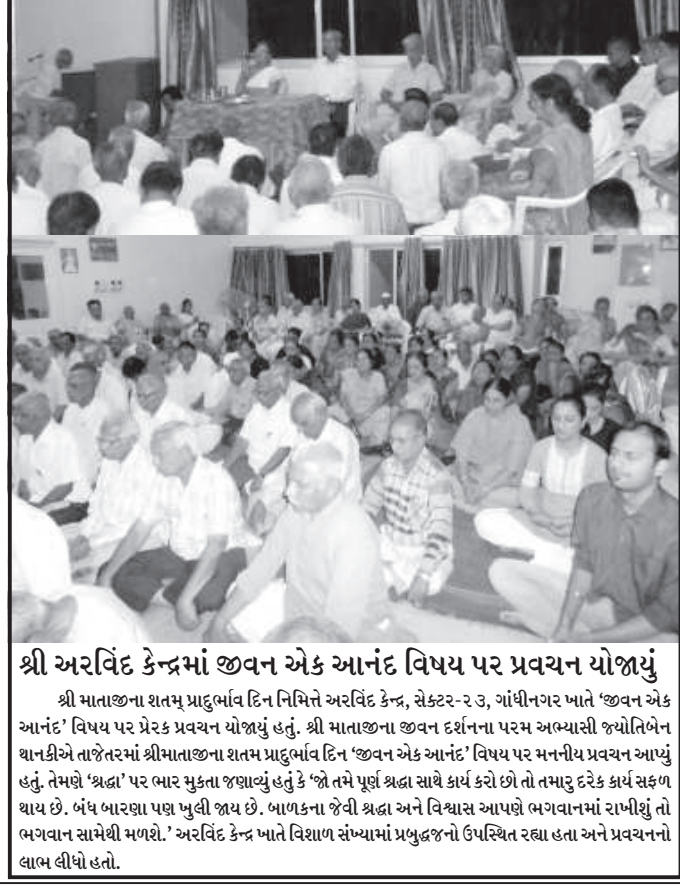 શ્રી અરવિંદ કેન્દ્રમાં જીવન એક આનંદ વિષય પર પ્રવચન યોજાયું
શ્રી માતાજીના શતમ્ પ્રાદુર્ભાવ દિન નિમિત્તે અરવિંદ કેન્દ્ર, સેક્ટર-૨૩, ગાંધીનગર ખાતે ‘જીવન એક
આનંદ’ વિષય પર પ્રેરક પ્રવચન યોજાયું હતું. શ્રી માતાજીના જીવન દર્શનના પરમ અભ્યાસી જ્યોતિબેન
થાનકીએ તાજેતરમાં શ્રીમાતાજીના શતમ પ્રાદુર્ભાવ દિન ‘જીવન એક આનંદ’ વિષય પર મનનીય પ્રવચન આપ્યું
હતું. તેમણે ‘શ્રદ્ધા’ પર ભાર મુકતા જણાવ્યું હતું કે ‘જો તમે પૂર્ણ શ્રદ્ધા સાથે કાર્ય કરો છો તો તમારુ દરેક કાર્ય સફળ
થાય છે. બંધ બારણા પણ ખુલી જાય છે. બાળકના જેવી શ્રદ્ધા અને વિશ્વાસ આપણે ભગવાનમાં રાખીશું તો
ભગવાન સામેથી મળશે.’ અરવિંદ કેન્દ્ર ખાતે વિશાળ સંખ્યામાં પ્રબુદ્ધજનો ઉપસ્થિત રહ્યા હતા અને પ્રવચનનો
લાભ લીધો હતો.